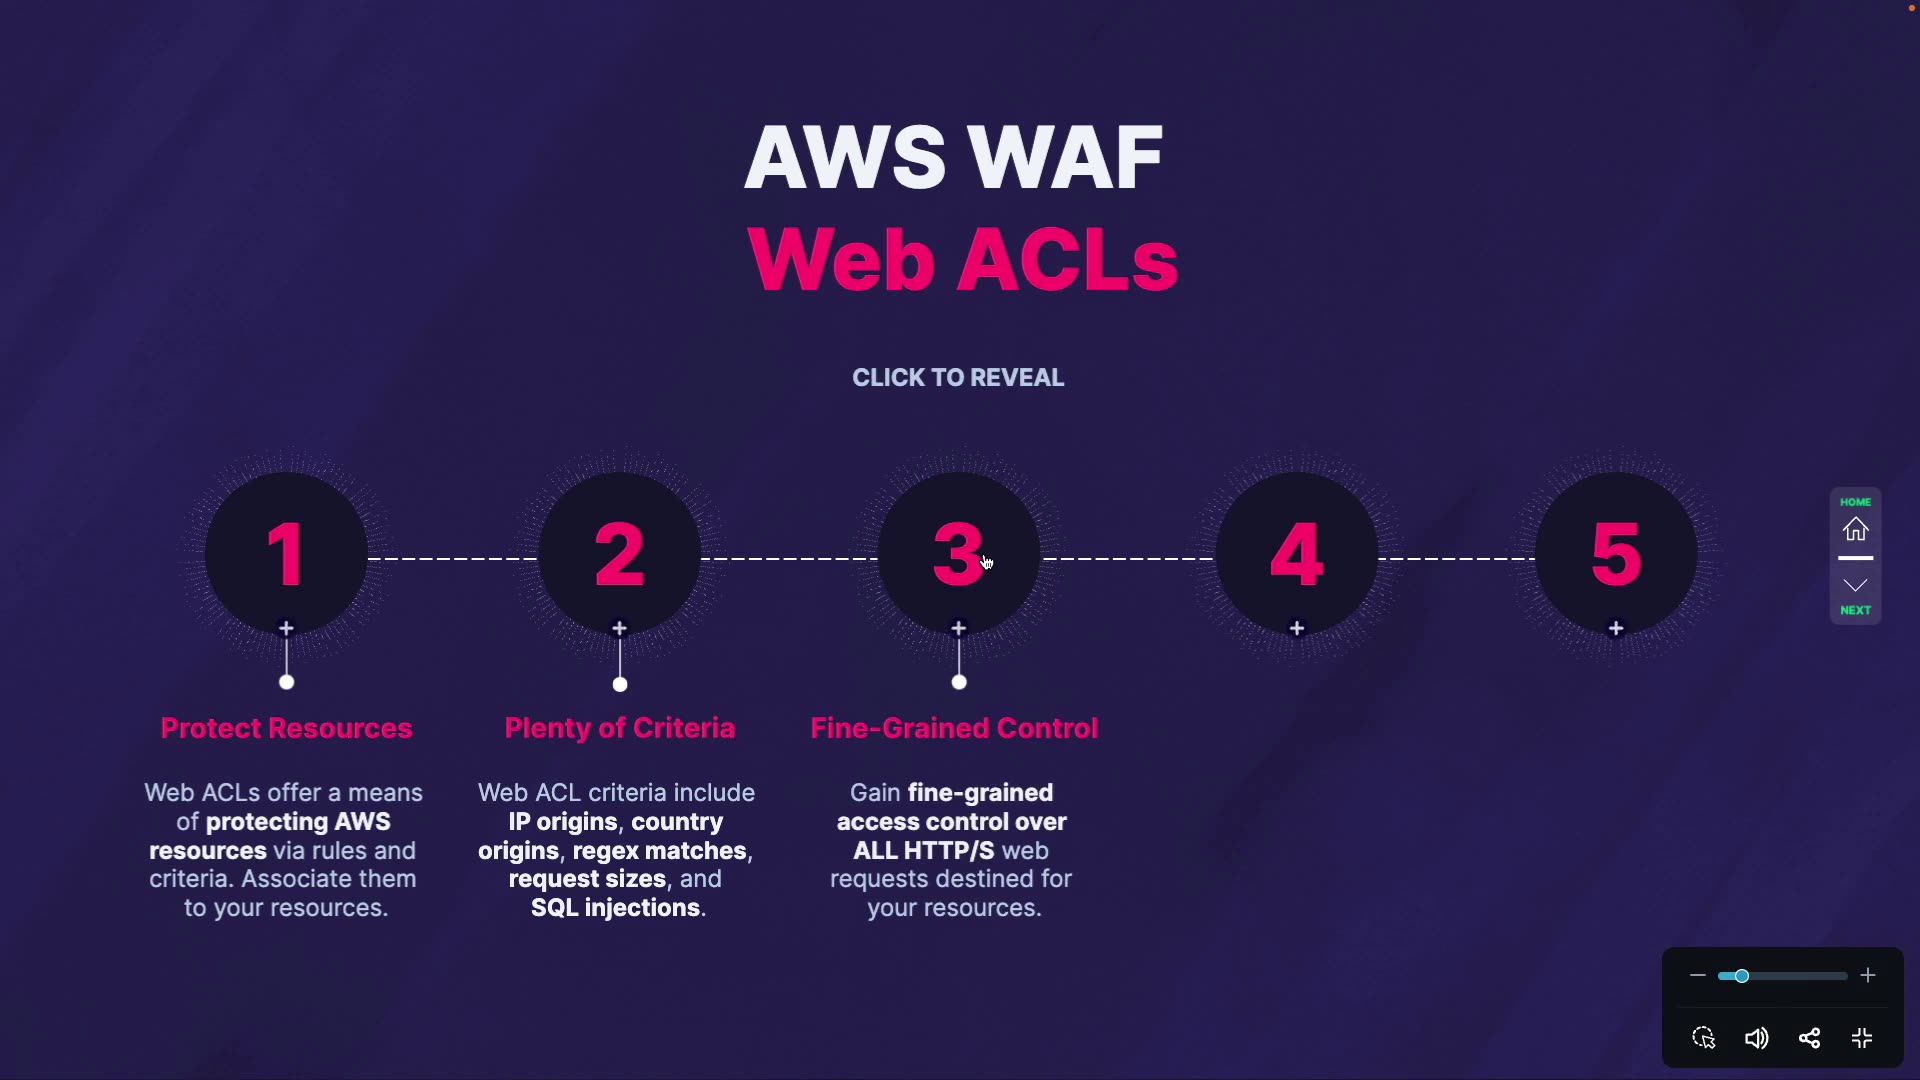 AWS WAF
Web ACLs
CLICK TO REVEAL
1
2
3
4
5
HOME
NEXT
Protect Resources
Web ACLs offer a means
of protecting AWS
resources via rules and
criteria. Associate them
to your resources.
Plenty of Criteria
Web ACL criteria include
IP origins, country
origins, regex matches,
request sizes, and
SQL injections.
Fine-Grained Control
Gain fine-grained
access control over
ALL HTTP/S web
requests destined for
your resources.